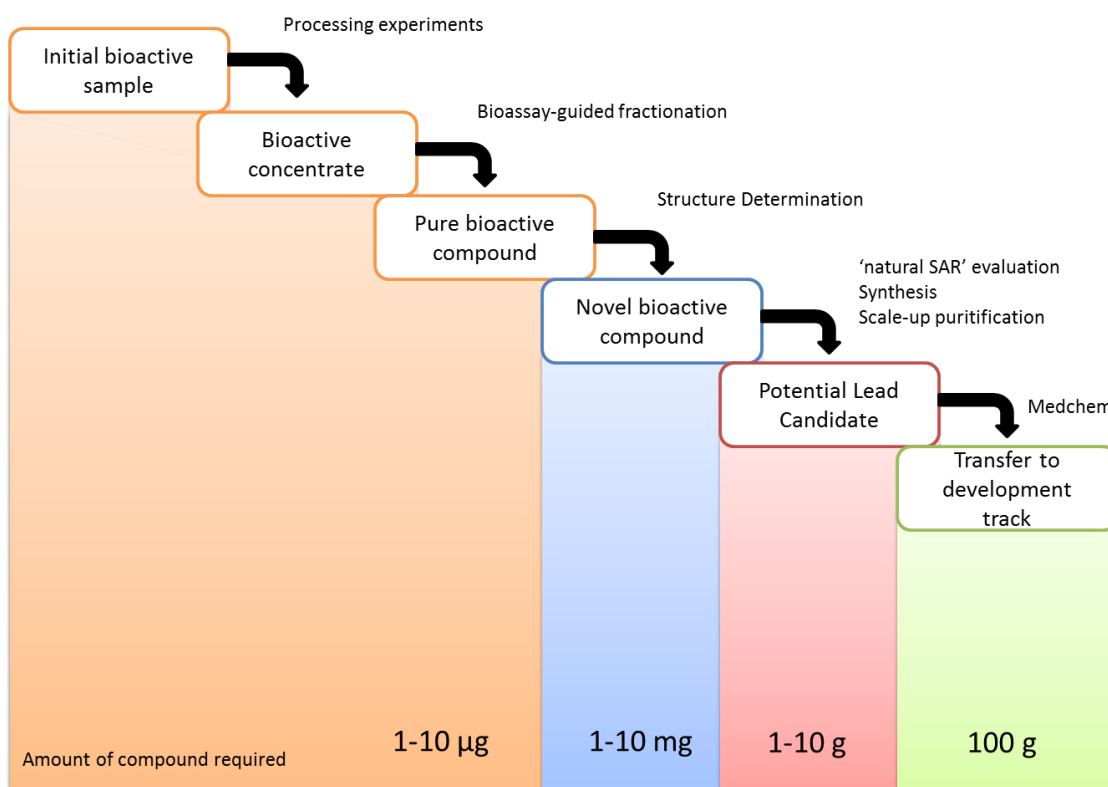 Processing experiments
Initial bioactive
sample
Bioassay-guided fractionation
Bioactive
concentrate
Structure Determination
Pure bioactive
compound
‘natural SAR’ evaluation
Synthesis
Scale-up puritification
Novel bioactive
compound
Potential Lead
Candidate
Medchem
Transfer to
development
track
Amount of compound required
1-10 µg
1-10 mg
1-10 g
100 g